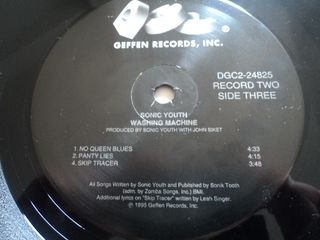 GEFFEN RECORDS, INC.
DGC2-24825
RECORD TWO
SIDE THREE
SONIC YOUTH
WASHING MACHINE
PRODUCED BY SONIC YOUTH WITH JOHN SIKET
1 NO QUEEN BLUES 4:33
2 PANTY LIES 4:15
4 SKIP TRACER 3:48
All Songs Written by Sonic Youth and Published by Sonik Tooth
(adm. by Zomba Songs, Inc.) BMI.
Additional lyrics on "Skip Tracer" written by Leah Singer.
℗ 1995 Geffen Records, Inc.